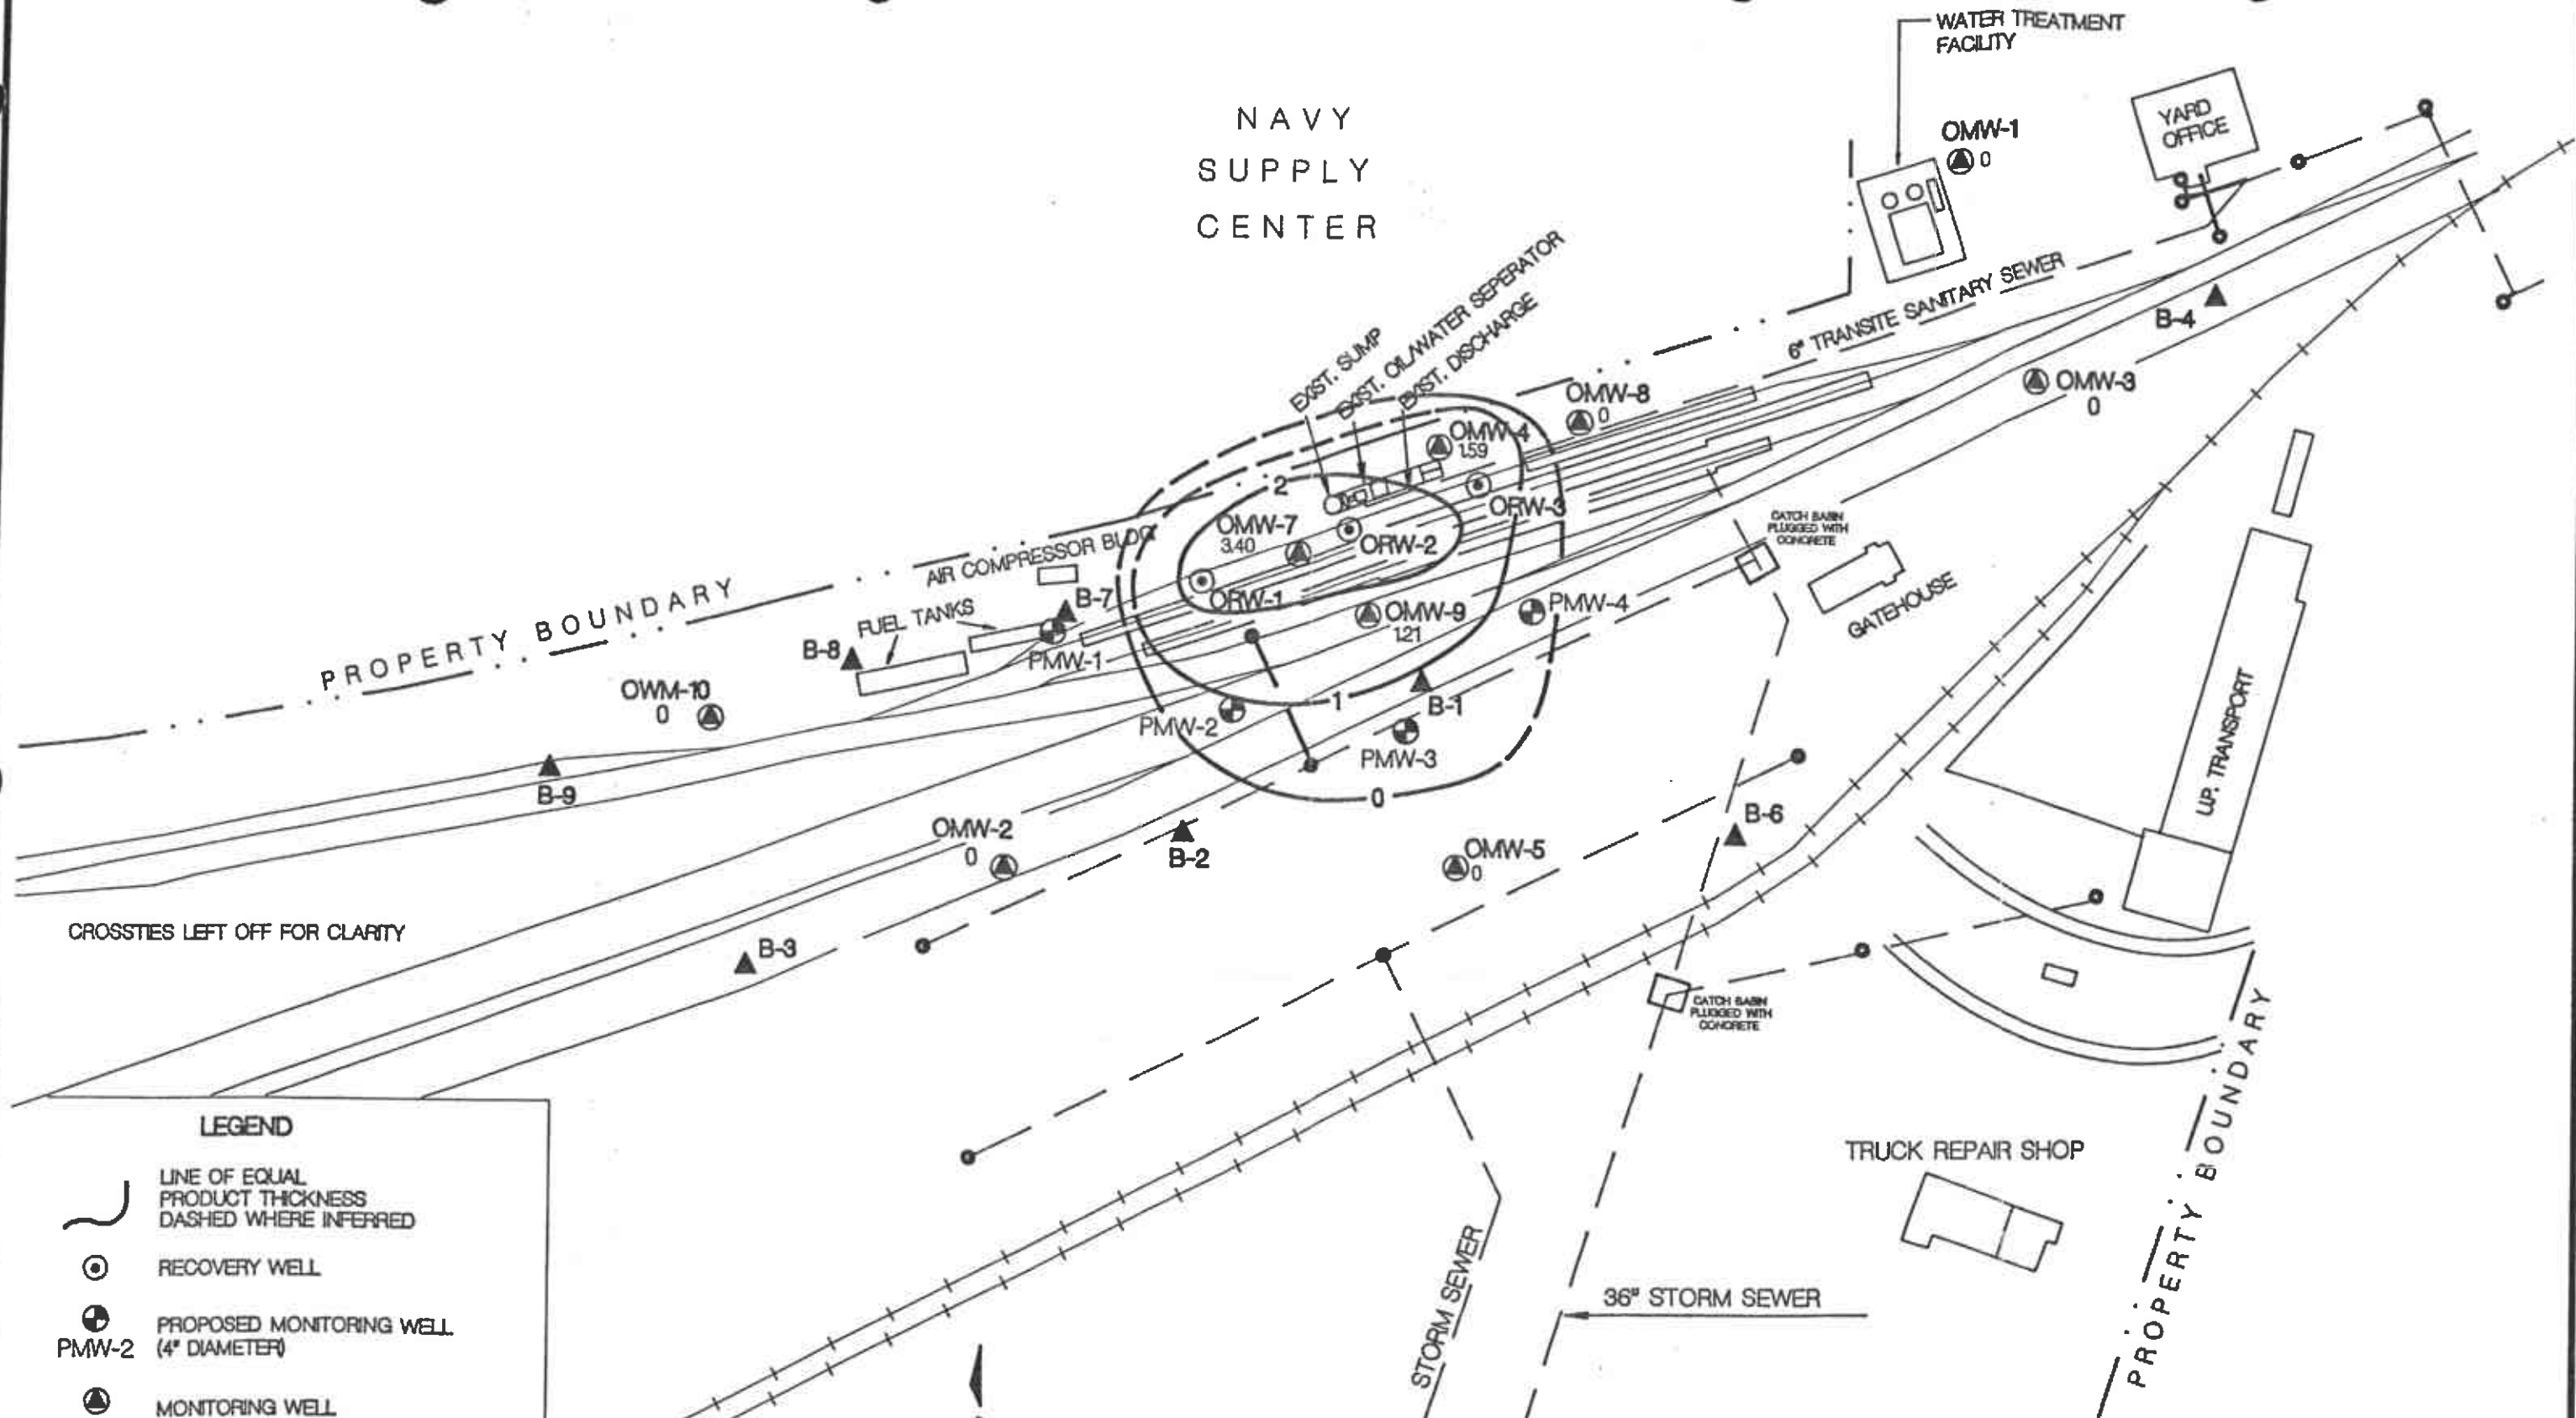 WATER TREATMENT
FACILITY
NAVY
SUPPLY
CENTER
YARD
OFFICE
OMW-1
0
EXIST. SUMP
EXIST. OIL/WATER SEPERATOR
EXIST. DISCHARGE
6" TRANSITE SANITARY SEWER
B-4
OMW-3
0
OMW-8
0
OMW-4
1.59
2
ORW-3
OMW-7
3.40
ORW-2
ORW-1
AIR COMPRESSOR BLDG
CATCH BASIN
PLUGGED WITH
CONCRETE
GATEHOUSE
PROPERTY BOUNDARY
FUEL TANKS
B-7
B-8
PMW-1
OMW-9
1.21
PMW-4
OWM-10
0
PMW-2
1
B-1
PMW-3
0
B-9
U.P. TRANSPORT
OMW-2
0
B-2
OMW-5
0
B-6
CROSSTIES LEFT OFF FOR CLARITY
B-3
CATCH BASIN
PLUGGED WITH
CONCRETE
PROPERTY BOUNDARY
TRUCK REPAIR SHOP
STORM SEWER
36" STORM SEWER
LEGEND
LINE OF EQUAL
PRODUCT THICKNESS
DASHED WHERE INFERRED
RECOVERY WELL
PROPOSED MONITORING WELL
PMW-2 (4" DIAMETER)
MONITORING WELL